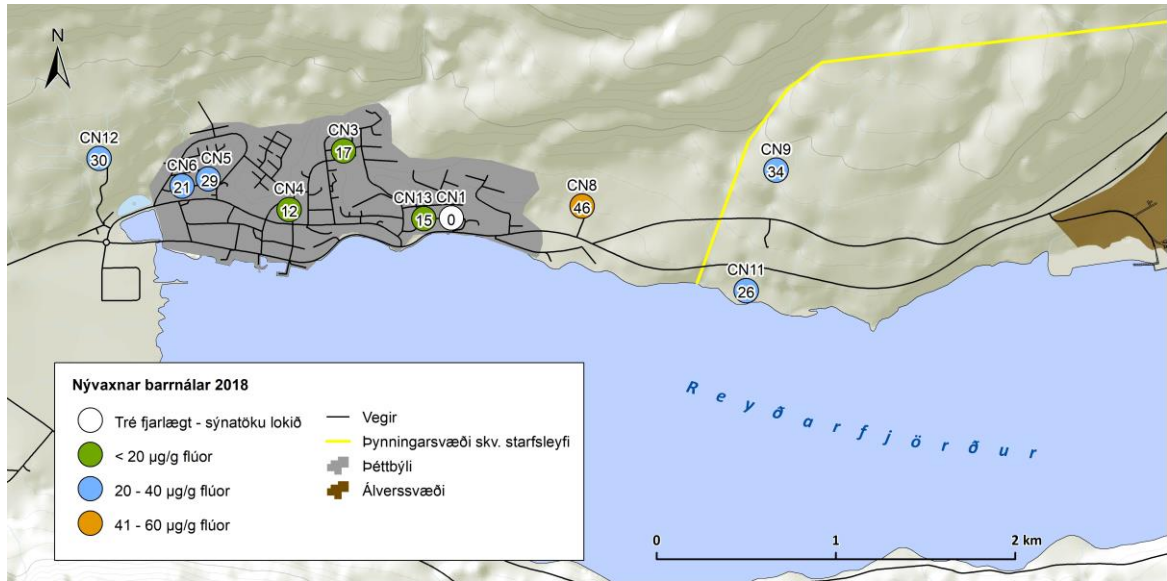 N
CN12
30
CN6
21
CN5
29
CN3
17
CN4
12
CN13
15
CN1
0
CN8
46
CN9
34
CN11
26
Reyðarfjörður
Nývaxnar barrnálar 2018
Tré fjarlægt - sýnatöku lokið
< 20 µg/g flúor
20 - 40 µg/g flúor
41 - 60 µg/g flúor
Vegir
Þynningarsvæði skv. starfsleyfi
Þéttbýli
Álverssvæði
0 1 2 km